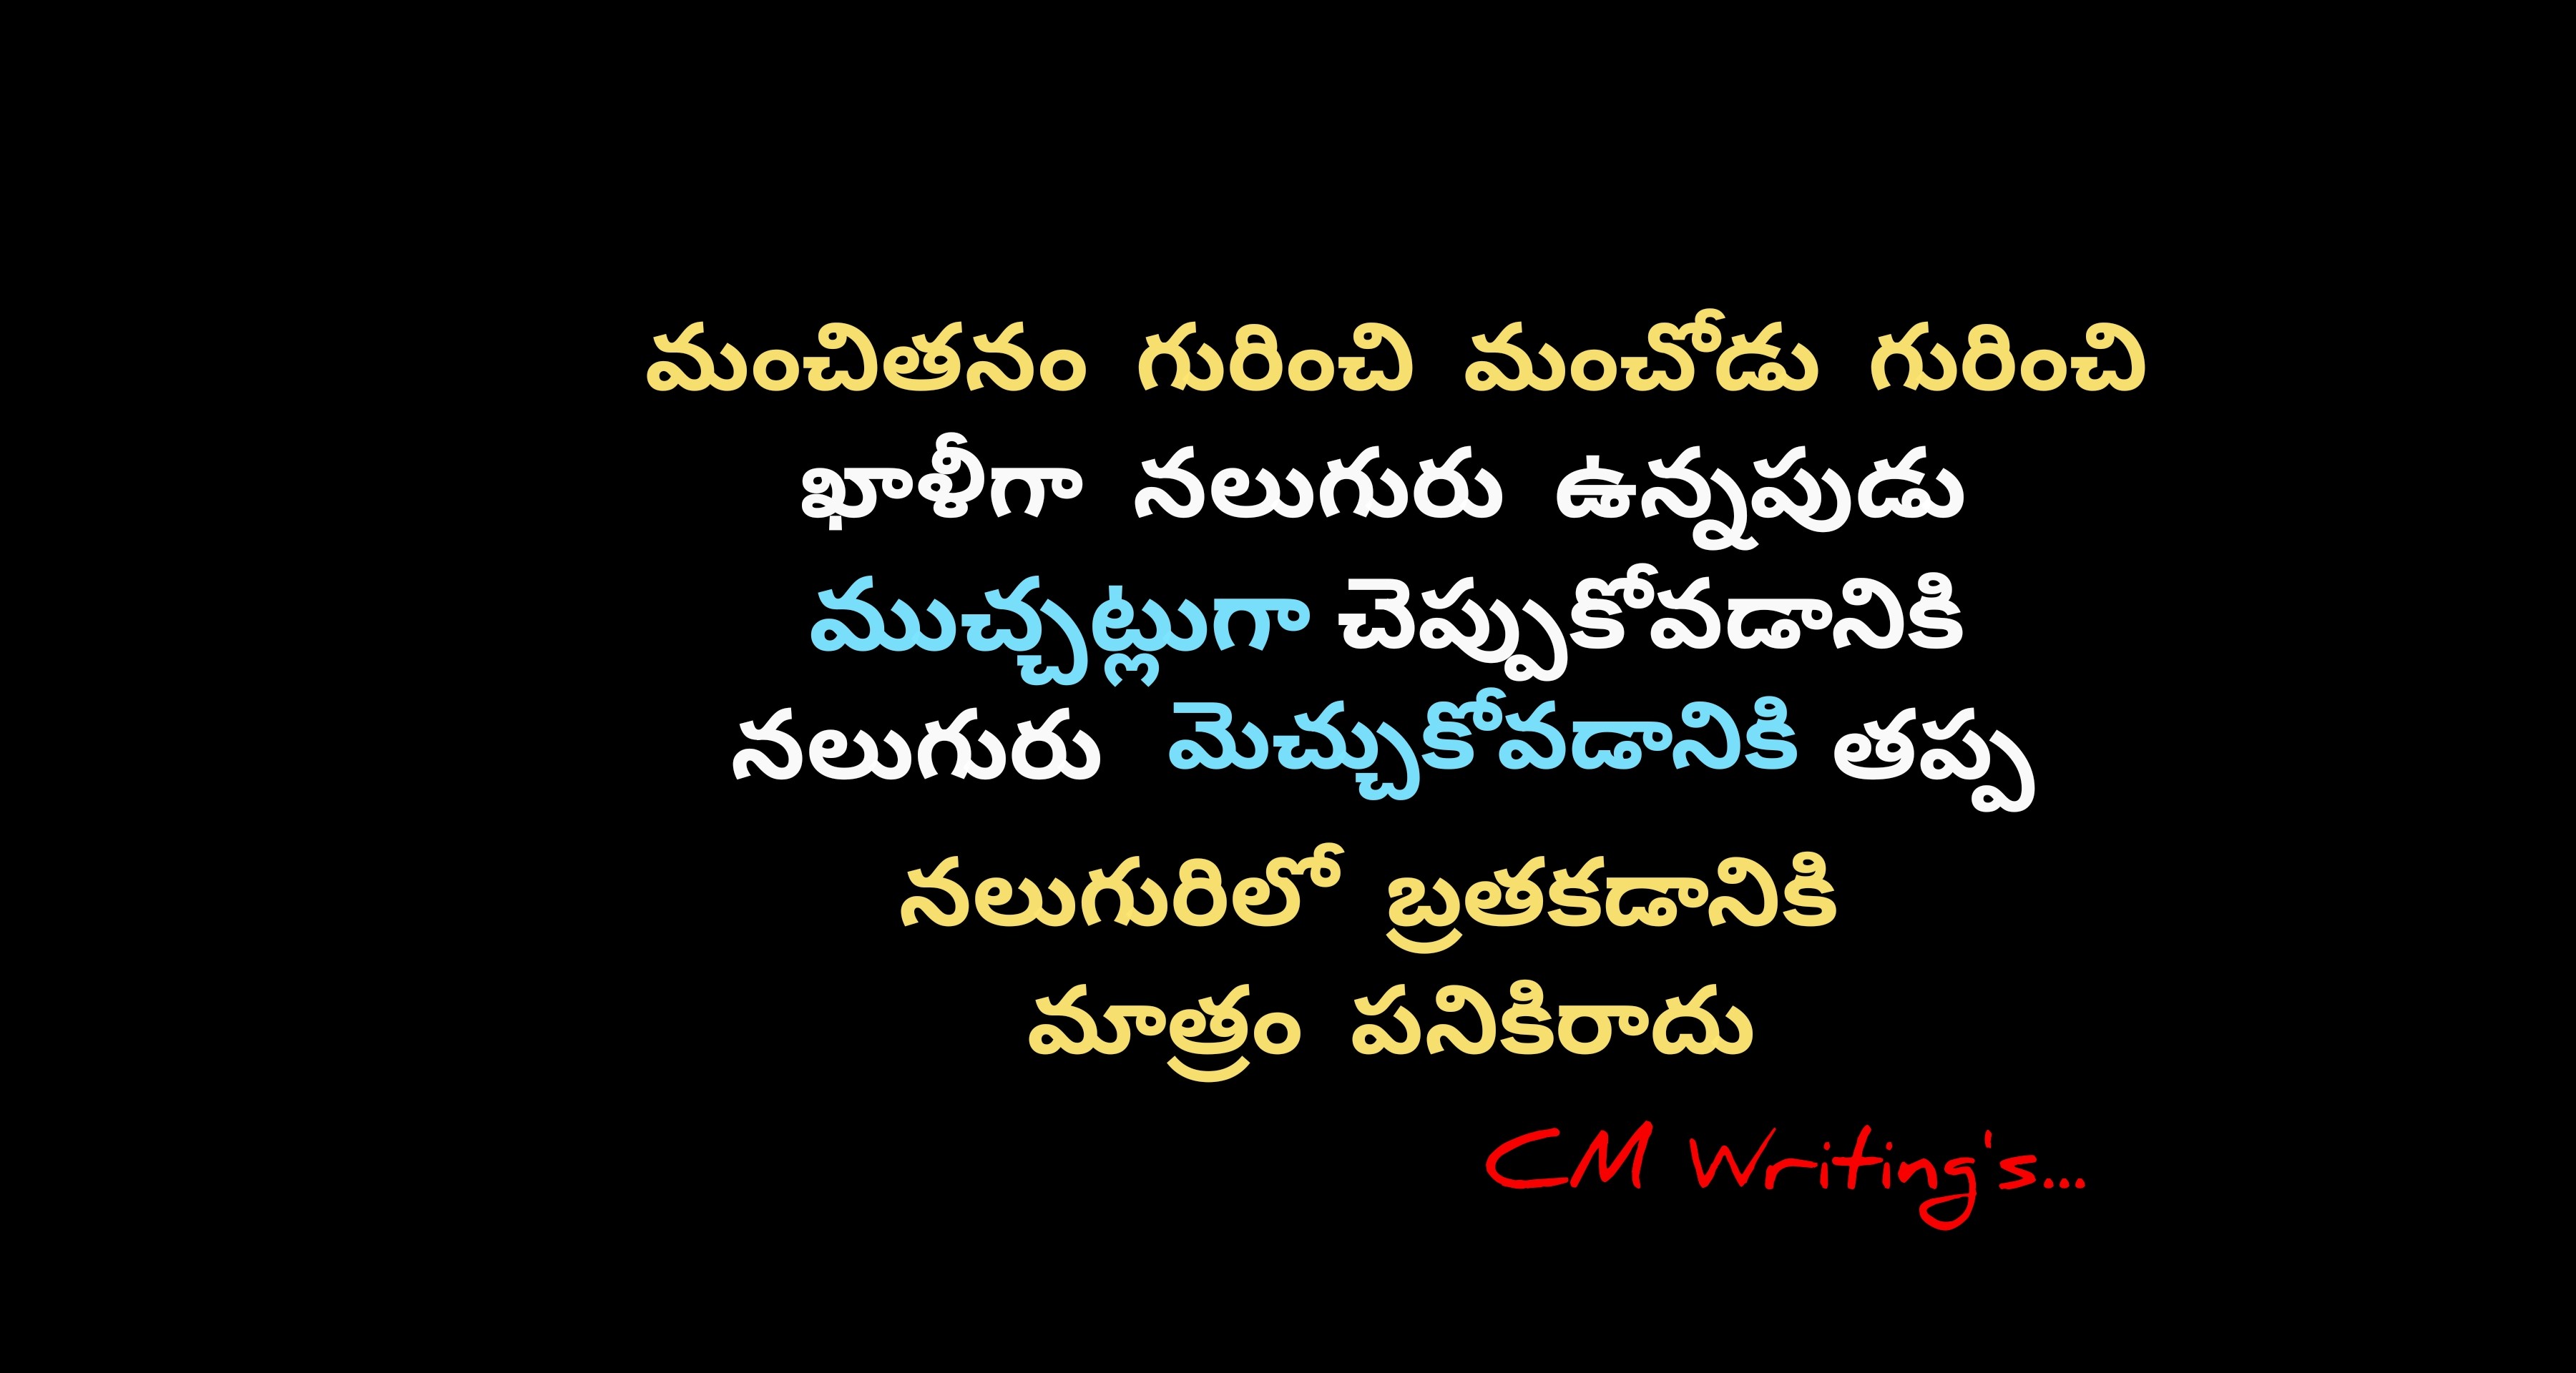 మంచితనం గురించి మంచోడు గురించి
ఖాళీగా నలుగురు ఉన్నపుడు
ముచ్చట్లుగా చెప్పుకోవడానికి
నలుగురు మెచ్చుకోవడానికి తప్ప
నలుగురిలో బ్రతకడానికి
మాత్రం పనికిరాదు
CM Writing's...